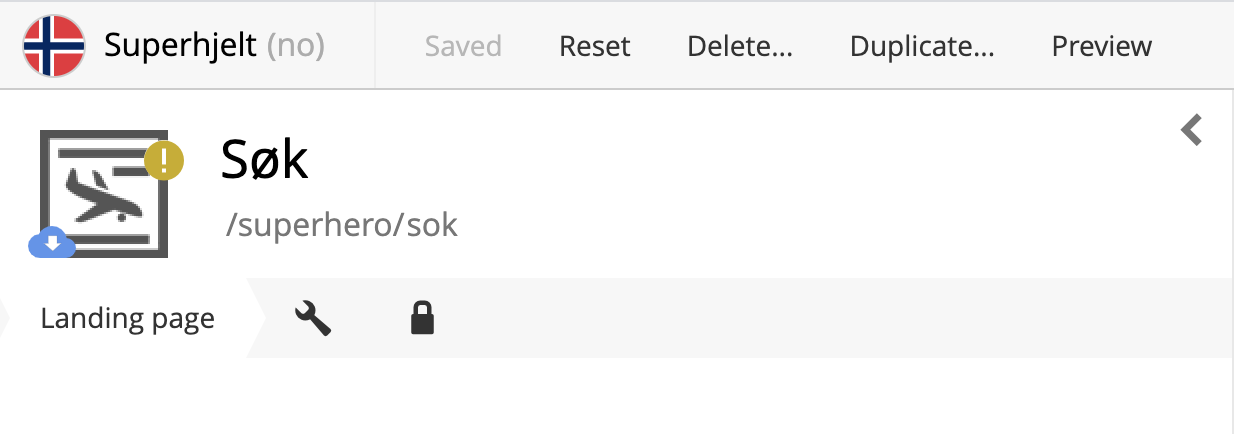 Superhjelt (no) Saved Reset Delete... Duplicate... Preview
Søk
/superhero/sok
Landing page